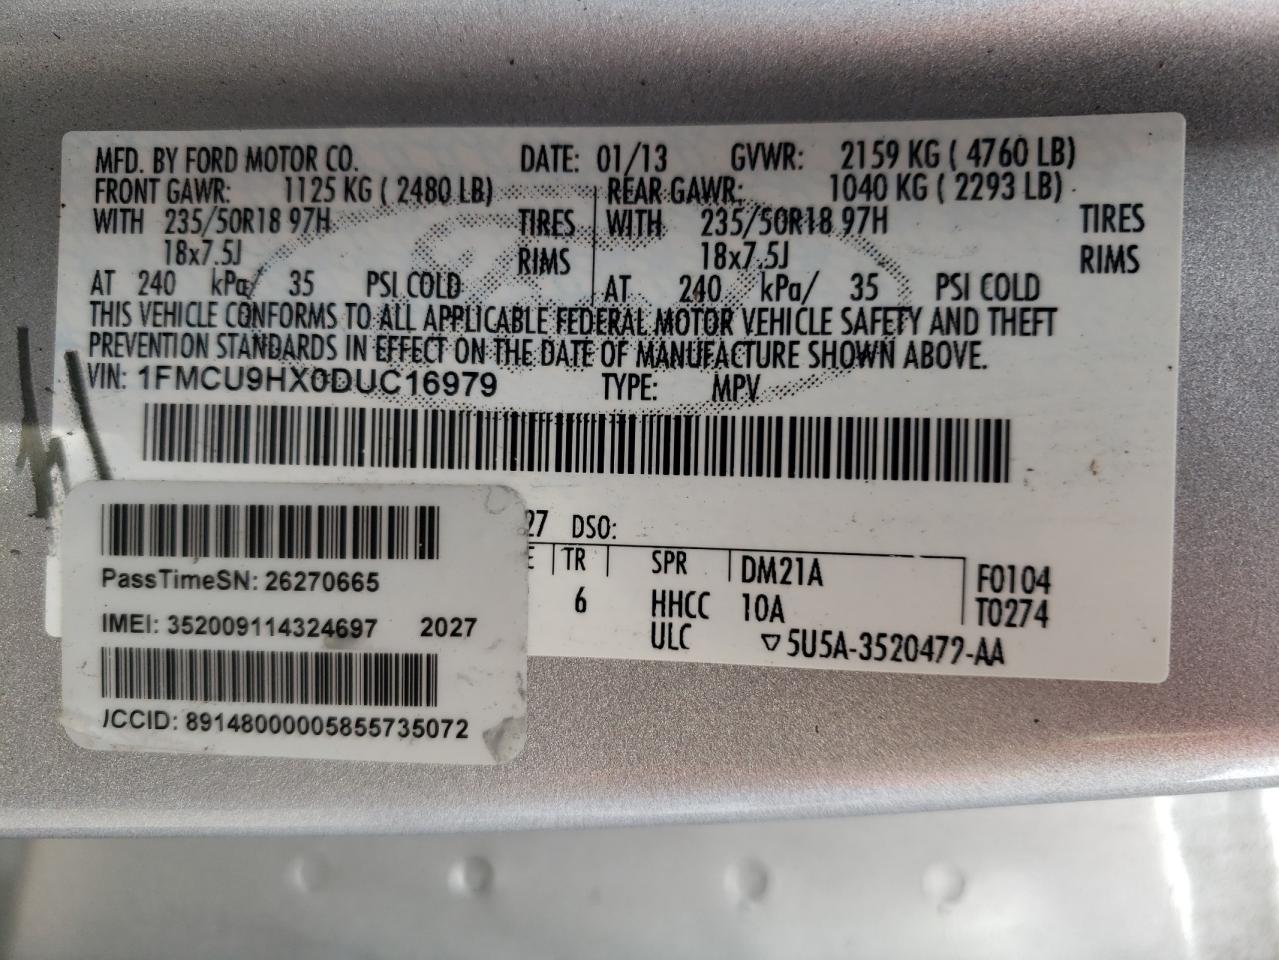 MFD. BY FORD MOTOR CO. DATE: 01/13 GVWR: 2159 KG ( 4760 LB)
FRONT GAWR: 1125 KG ( 2480 LB) REAR GAWR: 1040 KG ( 2293 LB)
WITH 235/50R18 97H TIRES WITH 235/50R18 97H TIRES
18x7.5J RIMS 18x7.5J RIMS
AT 240 kPa/ 35 PSI COLD AT 240 kPa/ 35 PSI COLD
THIS VEHICLE CONFORMS TO ALL APPLICABLE FEDERAL MOTOR VEHICLE SAFETY AND THEFT
PREVENTION STANDARDS IN EFFECT ON THE DATE OF MANUFACTURE SHOWN ABOVE.
VIN: 1FMCU9HX0DUC16979 TYPE: MPV
27 DSO:
TR SPR DM21A F0104
6 HHCC 10A T0274
ULC ▽5U5A-3520472-AA
PassTimeSN: 26270665
IMEI: 352009114324697 2027
ICCID: 89148000005855735072